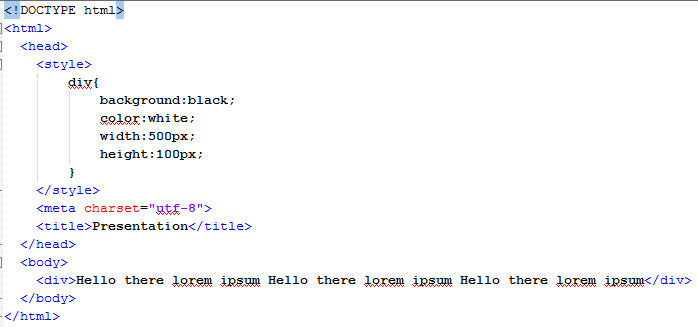 <!DOCTYPE html>
<html>
<head>
<style>
div{
background:black;
color:white;
width:500px;
height:100px;
}
</style>
<meta charset="utf-8">
<title>Presentation</title>
</head>
<body>
<div>Hello there lorem ipsum Hello there lorem ipsum Hello there lorem ipsum</div>
</body>
</html>